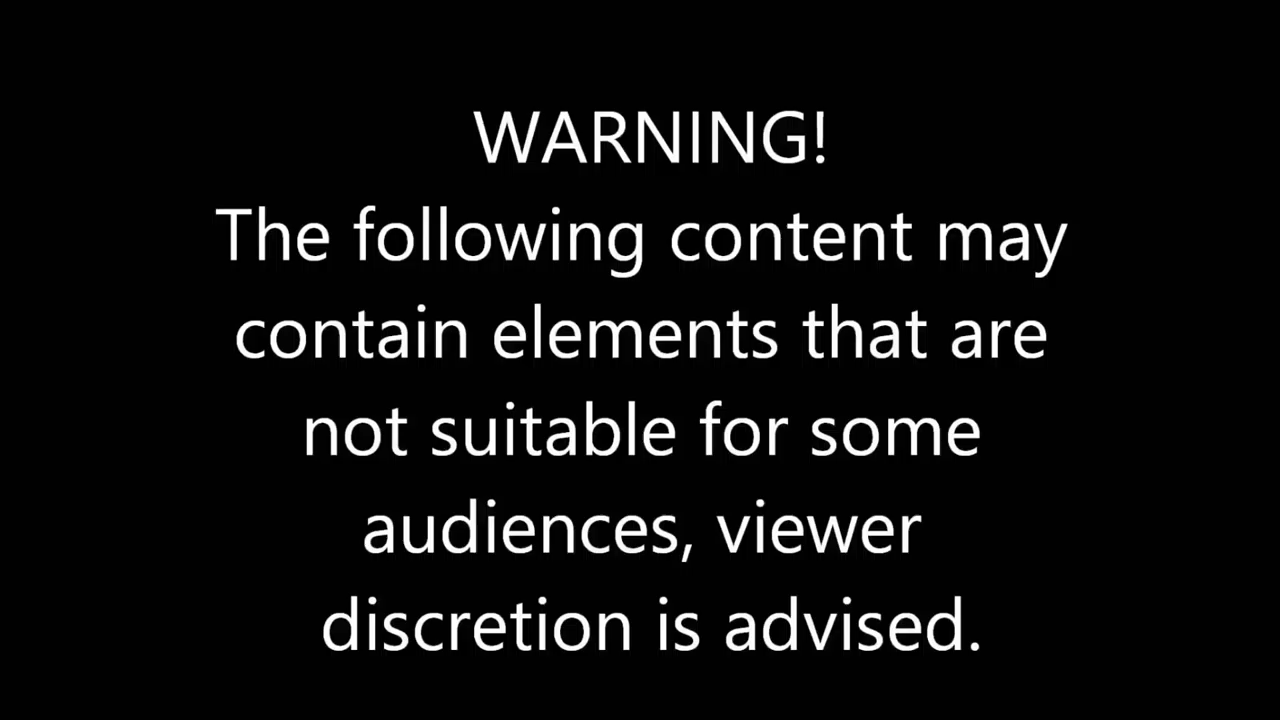 WARNING!
The following content may
contain elements that are
not suitable for some
audiences, viewer
discretion is advised.